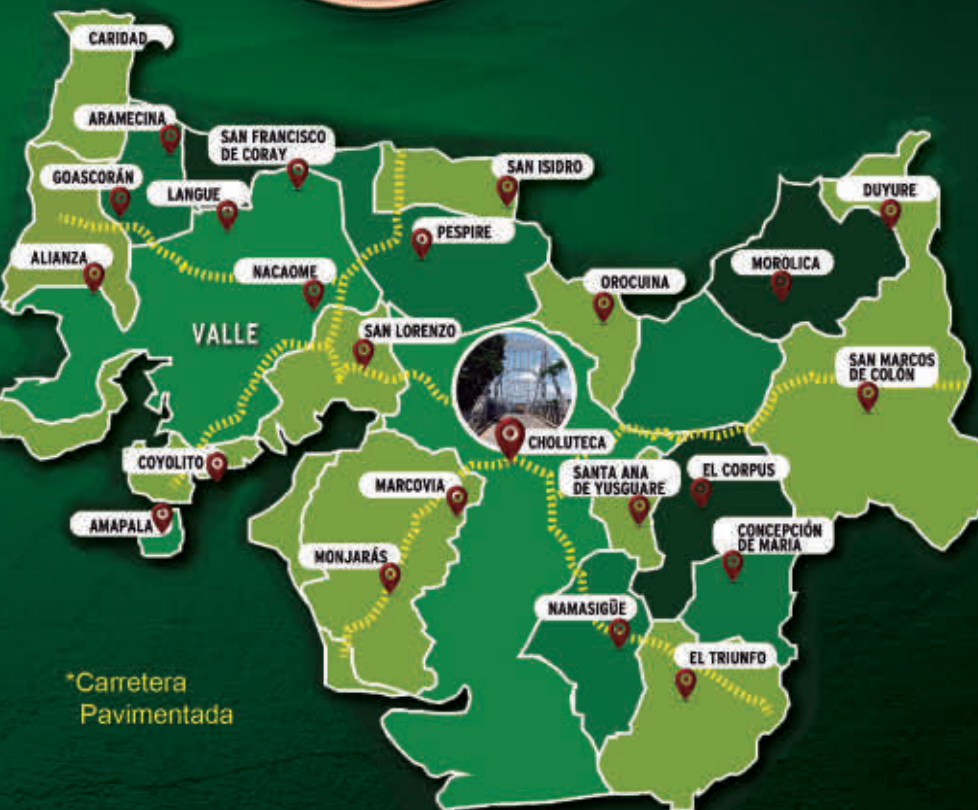 CARIDAD
ARAMECINA
SAN FRANCISCO
DE CORAY
SAN ISIDRO
GOASCORÁN
LANGUE
DUYURE
PESPIRE
ALIANZA
MOROLICA
NACAOME
OROCUINA
VALLE
SAN LORENZO
SAN MARCOS
DE COLÓN
CHOLUTECA
COYOLITO
SANTA ANA
DE YUSGUARE
EL CORPUS
MARCOVIA
AMAPALA
CONCEPCIÓN
DE MARIA
MONJARÁS
NAMASIGÜE
EL TRIUNFO
*Carretera
Pavimentada